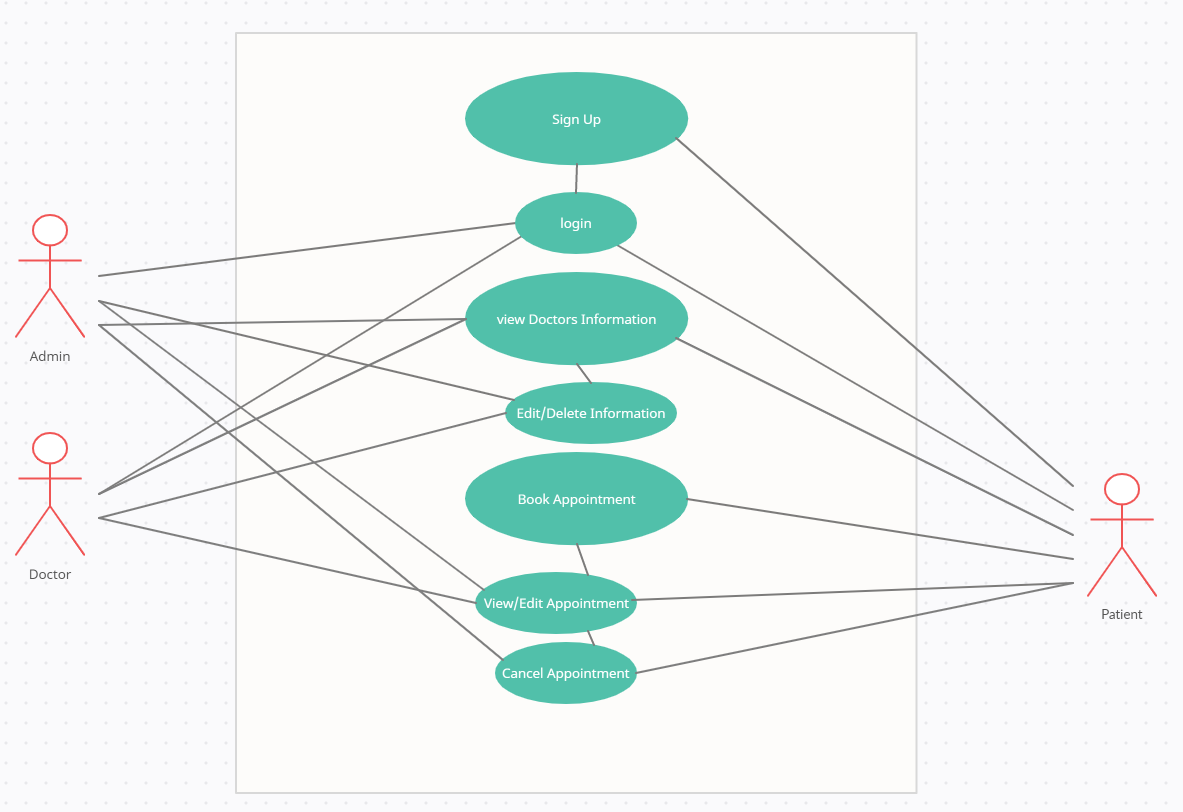 Sign Up
login
view Doctors Information
Edit/Delete Information
Book Appointment
View/Edit Appointment
Cancel Appointment
Admin
Doctor
Patient